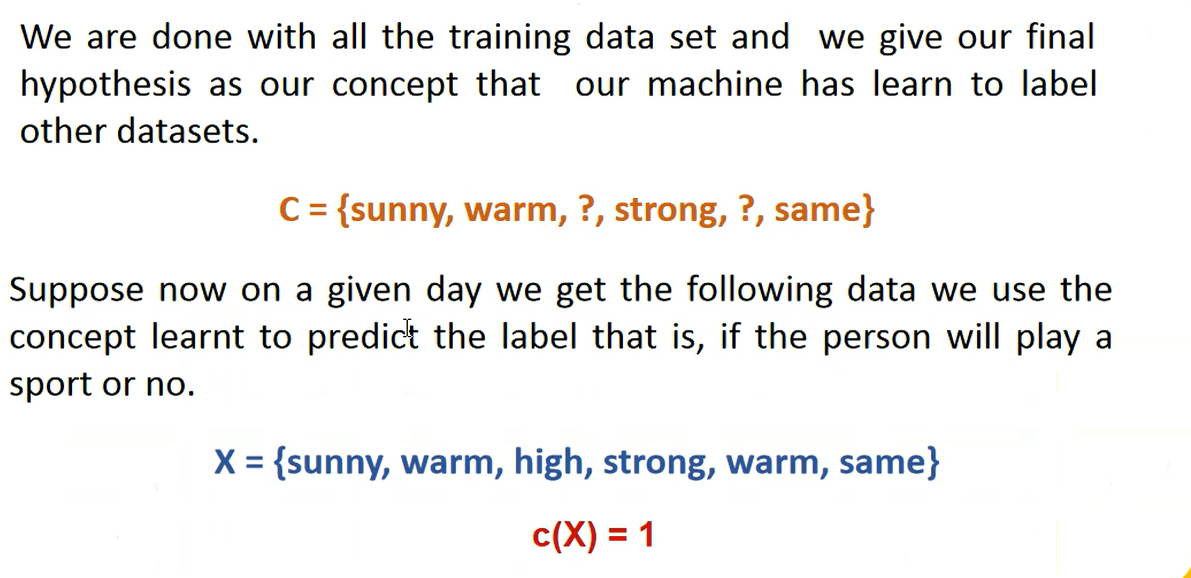 We are done with all the training data set and we give our final
hypothesis as our concept that our machine has learn to label
other datasets.
C = {sunny, warm, ?, strong, ?, same}
Suppose now on a given day we get the following data we use the
concept learnt to predict the label that is, if the person will play a
sport or no.
X = {sunny, warm, high, strong, warm, same}
c(X) = 1